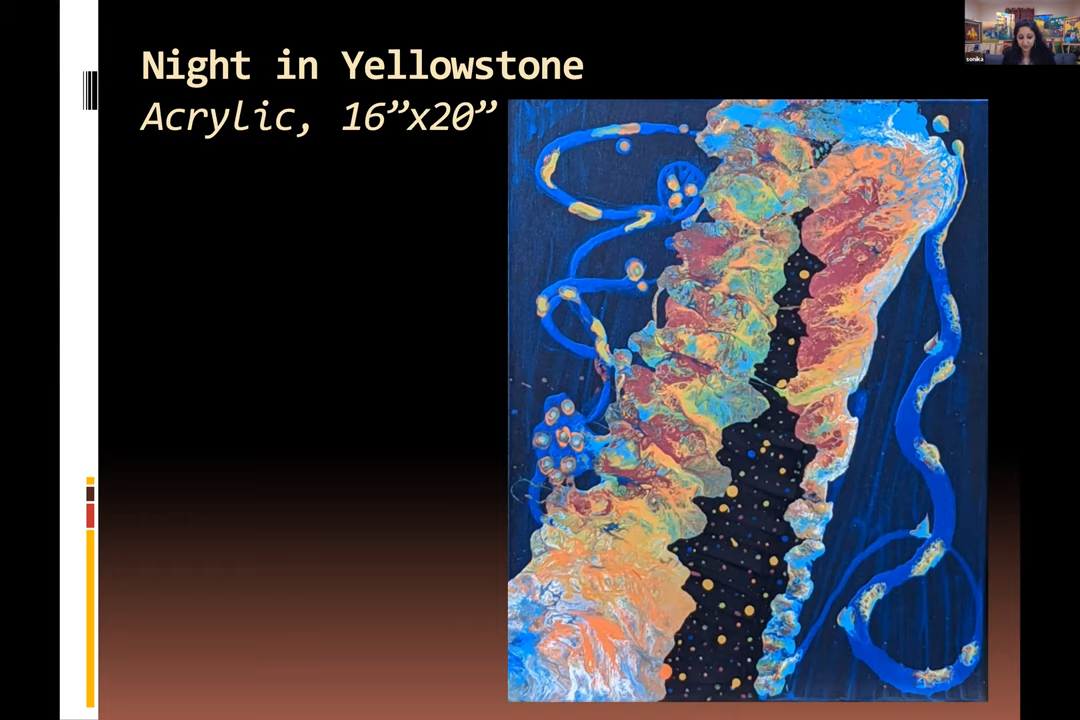 Night in Yellowstone
Acrylic, 16”x20”
sonika